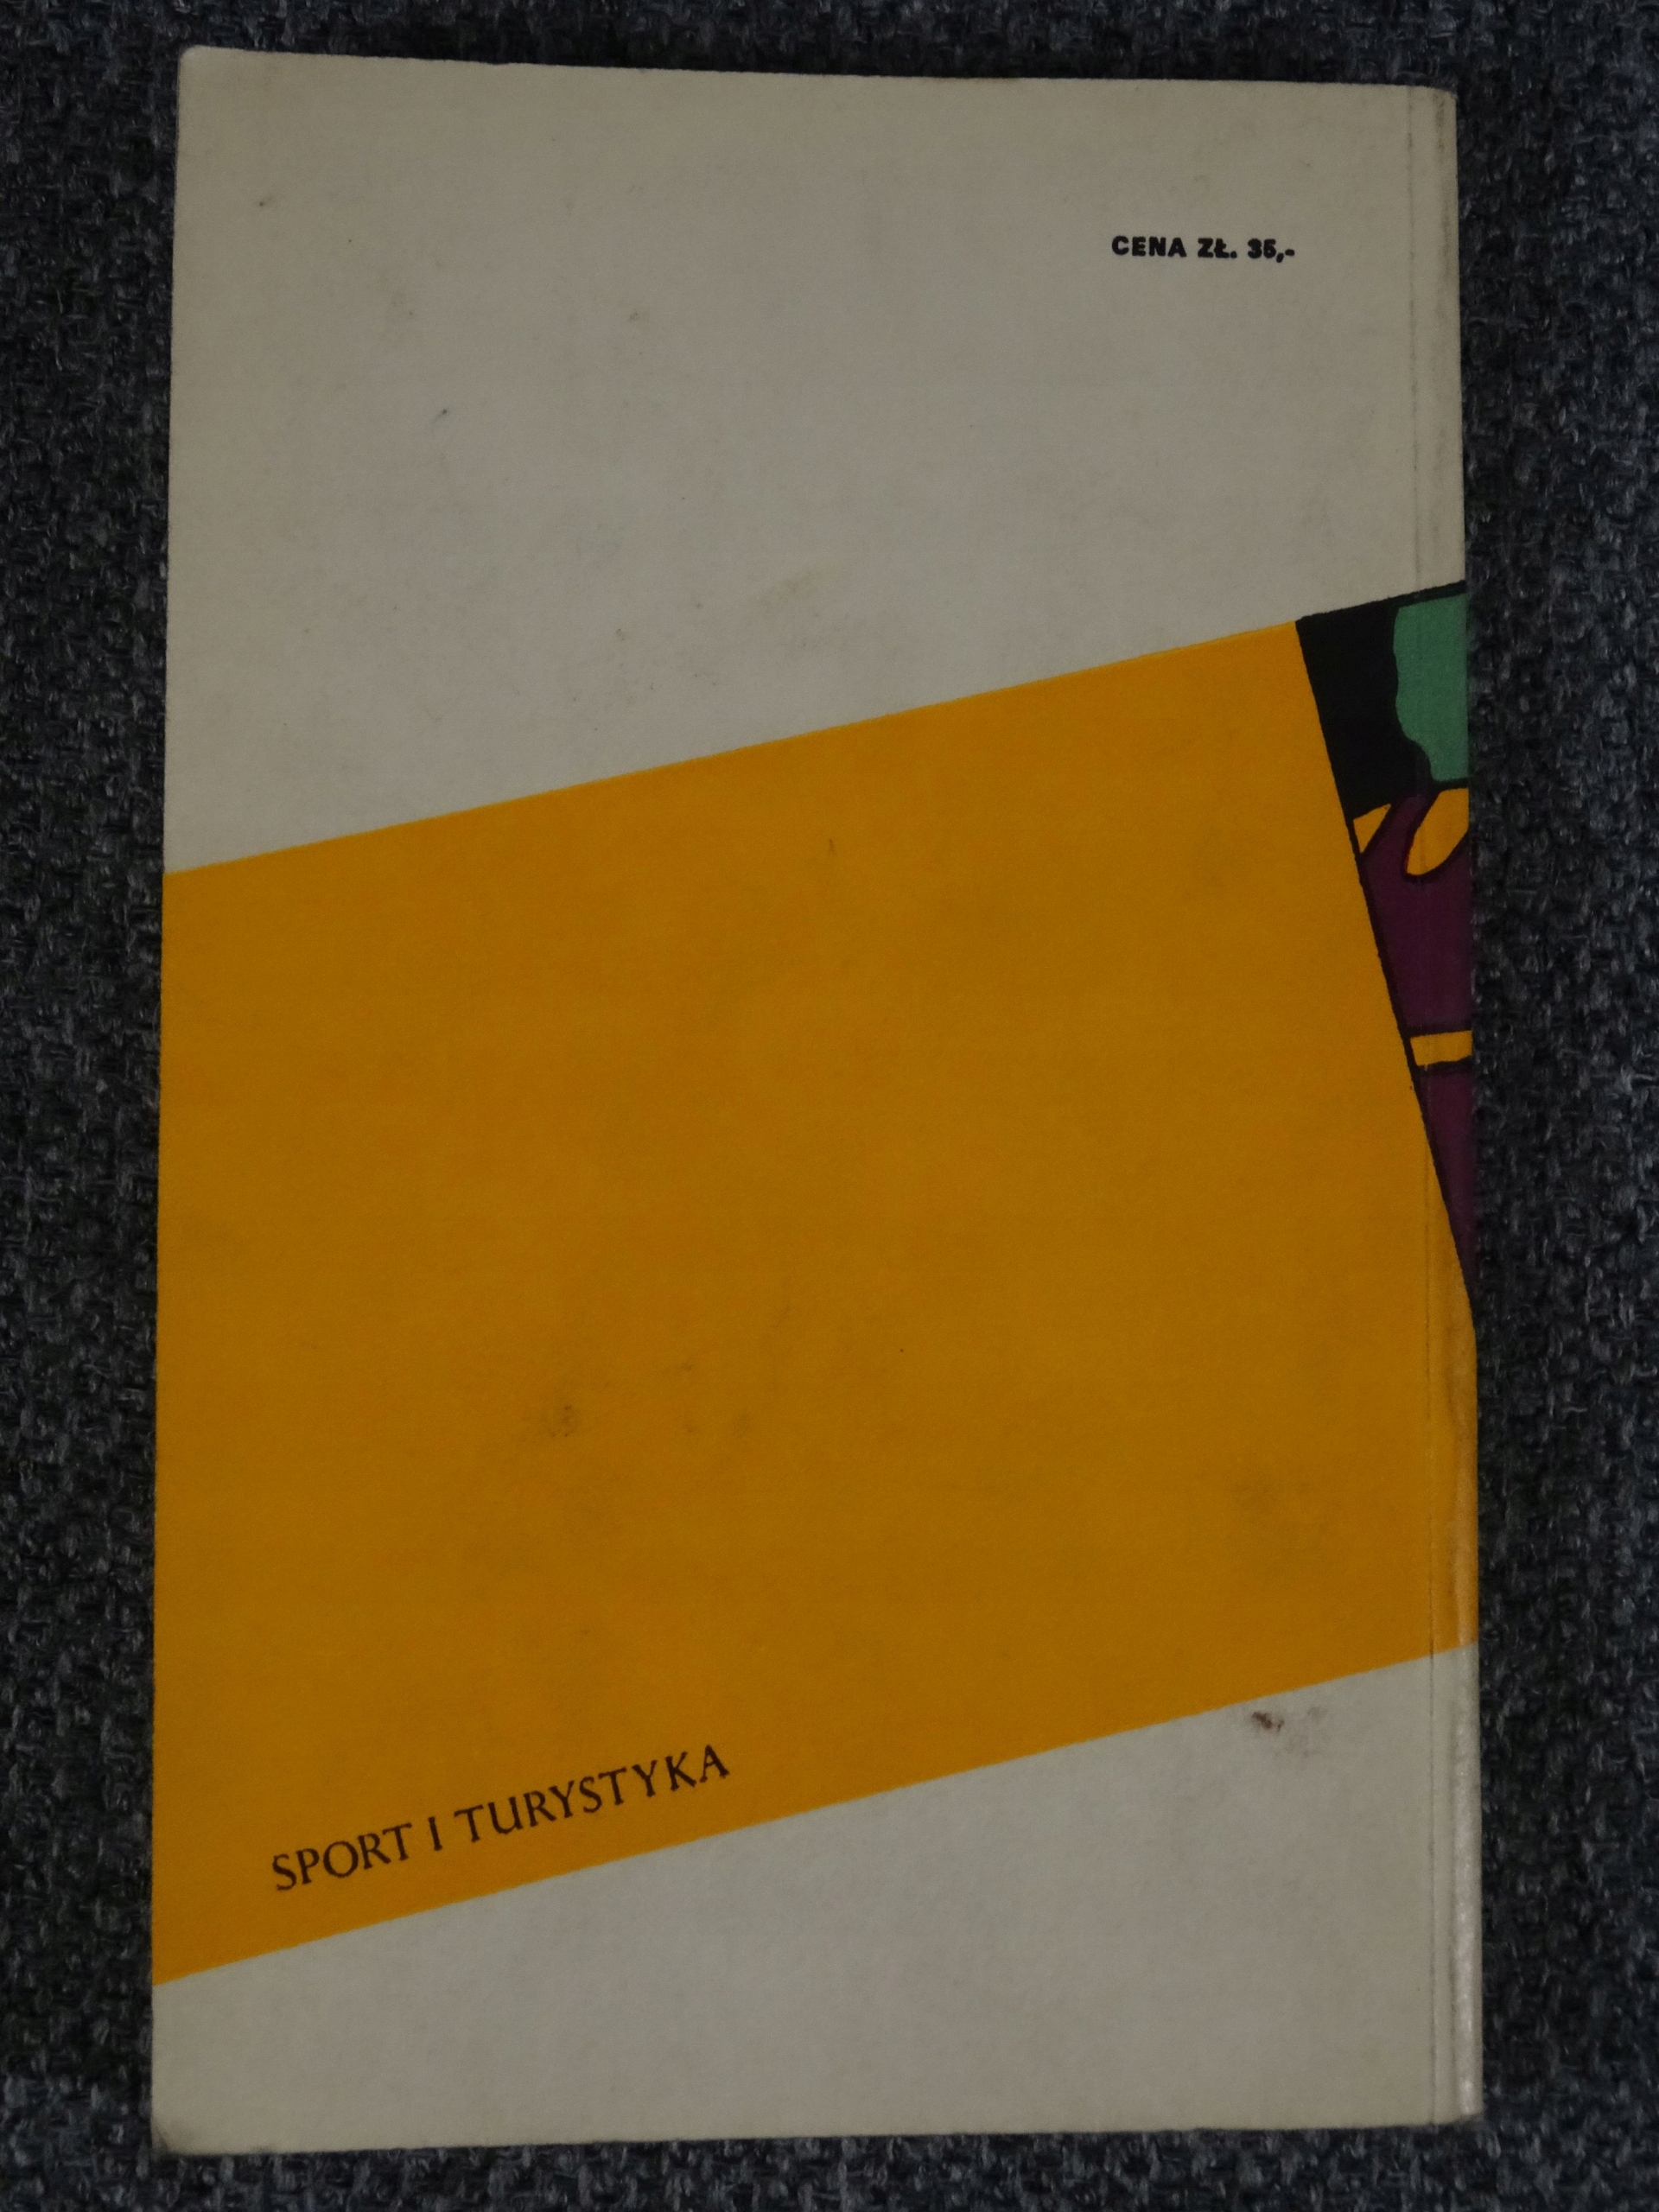 CENA ZŁ. 35,-
SPORT I TURYSTYKA